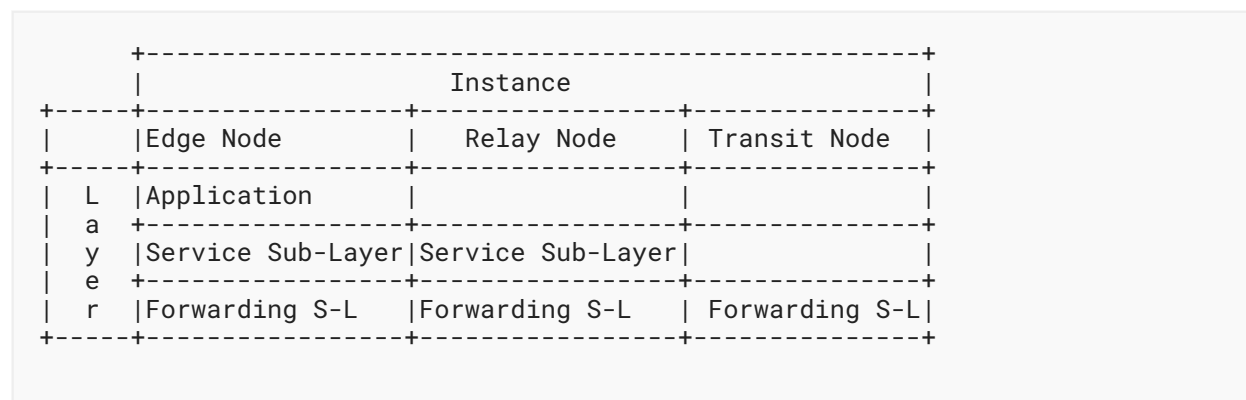 +---------------------------------------------------+
      |                    Instance                       |
+-----+-----------------+-----------------+---------------+
|     |Edge Node        |   Relay Node    | Transit Node  |
+-----+-----------------+-----------------+---------------+
|  L  |Application      |                 |               |
|  a  +-----------------+-----------------+---------------+
|  y  |Service Sub-Layer|Service Sub-Layer|               |
|  e  +-----------------+-----------------+---------------+
|  r  |Forwarding S-L   |Forwarding S-L   | Forwarding S-L|
+-----+-----------------+-----------------+---------------+